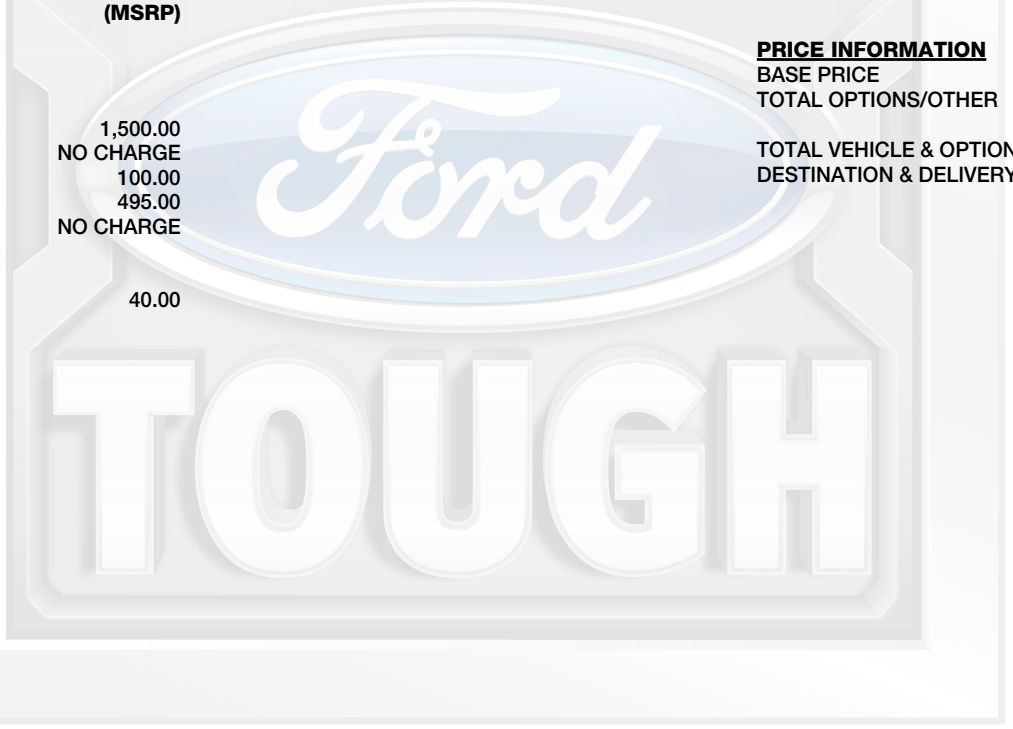 (MSRP)
1,500.00
NO CHARGE
100.00
495.00
NO CHARGE
40.00
PRICE INFORMATION
BASE PRICE
TOTAL OPTIONS/OTHER
TOTAL VEHICLE & OPTION
DESTINATION & DELIVERY
Ford
TOUGH